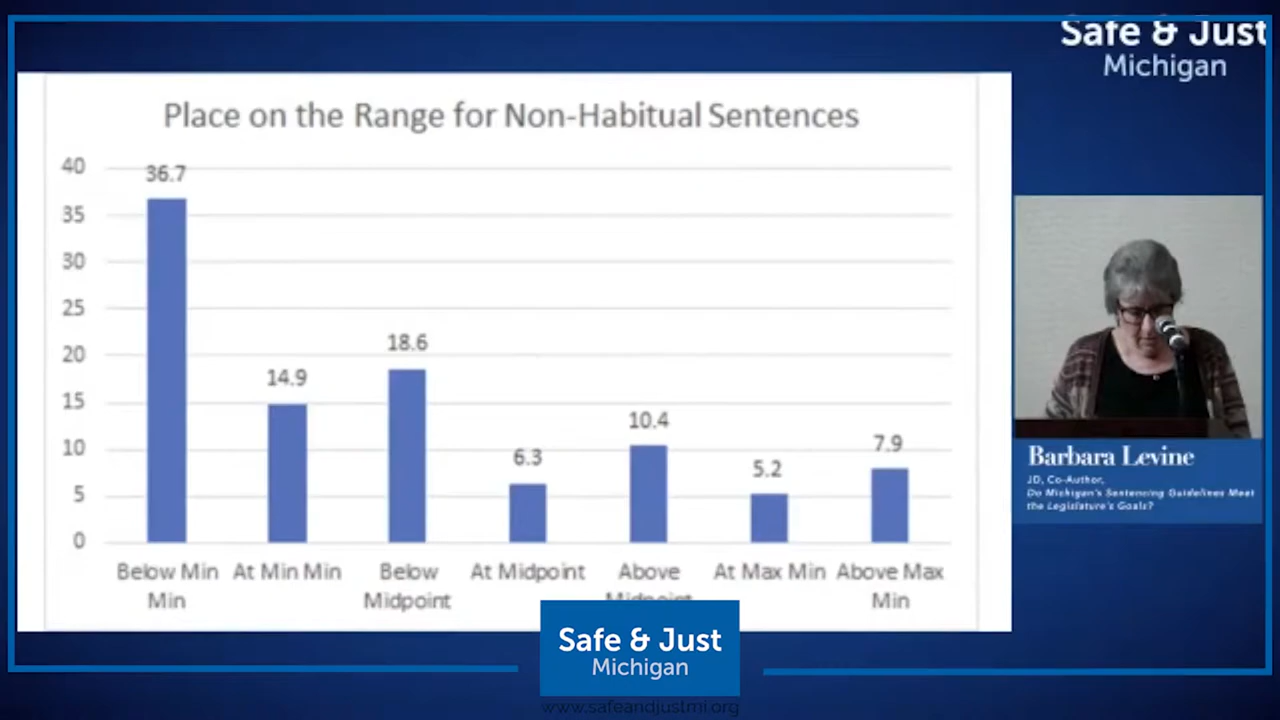 Safe & Just
Michigan
Place on the Range for Non-Habitual Sentences
40
35
30
25
20
15
10
5
0
36.7
14.9
18.6
6.3
10.4
5.2
7.9
Below Min Min
At Min Min
Below Midpoint
At Midpoint
Above Midpoint
At Max Min
Above Max Min
Barbara Levine
JD, Co-Author,
Do Michigan's Sentencing Guidelines Meet
the Legislature's Goals?
Safe & Just
Michigan
www.safeandjustmi.org